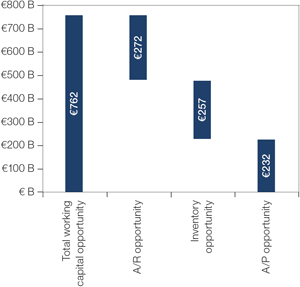 €800 B
€700 B
€600 B
€500 B
€400 B
€300 B
€200 B
€100 B
€ B
€762
€272
€257
€232
Total working
capital opportunity
A/R opportunity
Inventory
opportunity
A/P opportunity